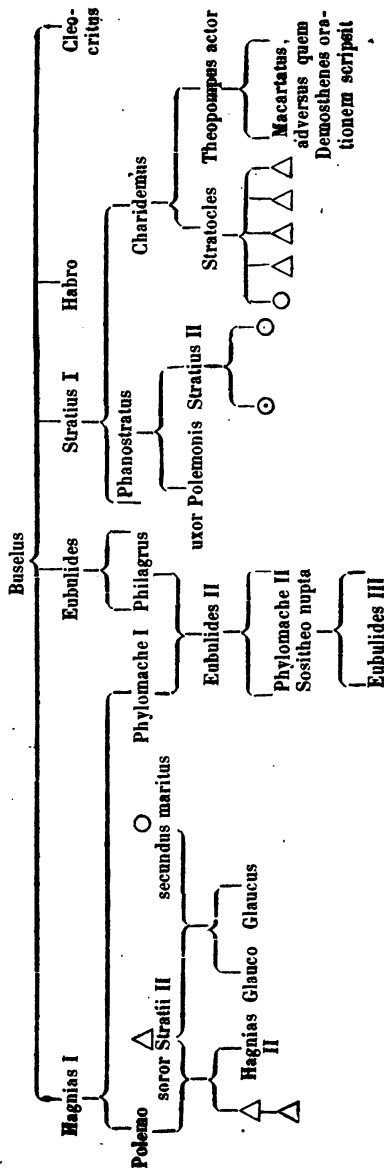 Buselus
Hagnias I
Eubulides
Stratius I
Habro
Cleo-
critus
Polemo
Phylomache I
Philagrus
Phanostratus
Charidemus
soror Stratii II
secundus maritus
Eubulides II
uxor Polemonis
Stratius II
Stratocles
Theopompus actor
Hagnias
II
Glauco
Glaucus
Phylomache II
Sositheo nupta
Macartatus,
adversus quem
Demosthenes ora-
tionem scripsit
Eubulides III